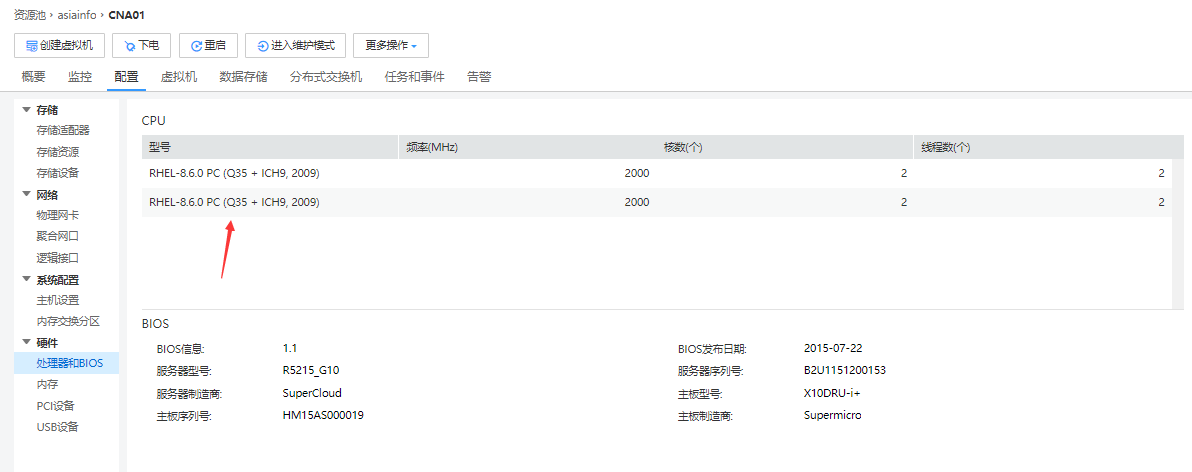 资源池 › asiainfo › CNA01
创建虚拟机 下电 重启 进入维护模式 更多操作
概要 监控 配置 虚拟机 数据存储 分布式交换机 任务和事件 告警
存储
存储适配器
存储资源
存储设备
网络
物理网卡
聚合网口
逻辑接口
系统配置
主机设置
内存交换分区
硬件
处理器和BIOS
内存
PCI设备
USB设备
CPU
型号 频率(MHz) 核数(个) 线程数(个)
RHEL-8.6.0 PC (Q35 + ICH9, 2009) 2000 2 2
RHEL-8.6.0 PC (Q35 + ICH9, 2009) 2000 2 2
BIOS
BIOS信息: 1.1 BIOS发布日期: 2015-07-22
服务器型号: R5215_G10 服务器序列号: B2U1151200153
服务器制造商: SuperCloud 主板型号: X10DRU-i+
主板序列号: HM15AS000019 主板制造商: Supermicro